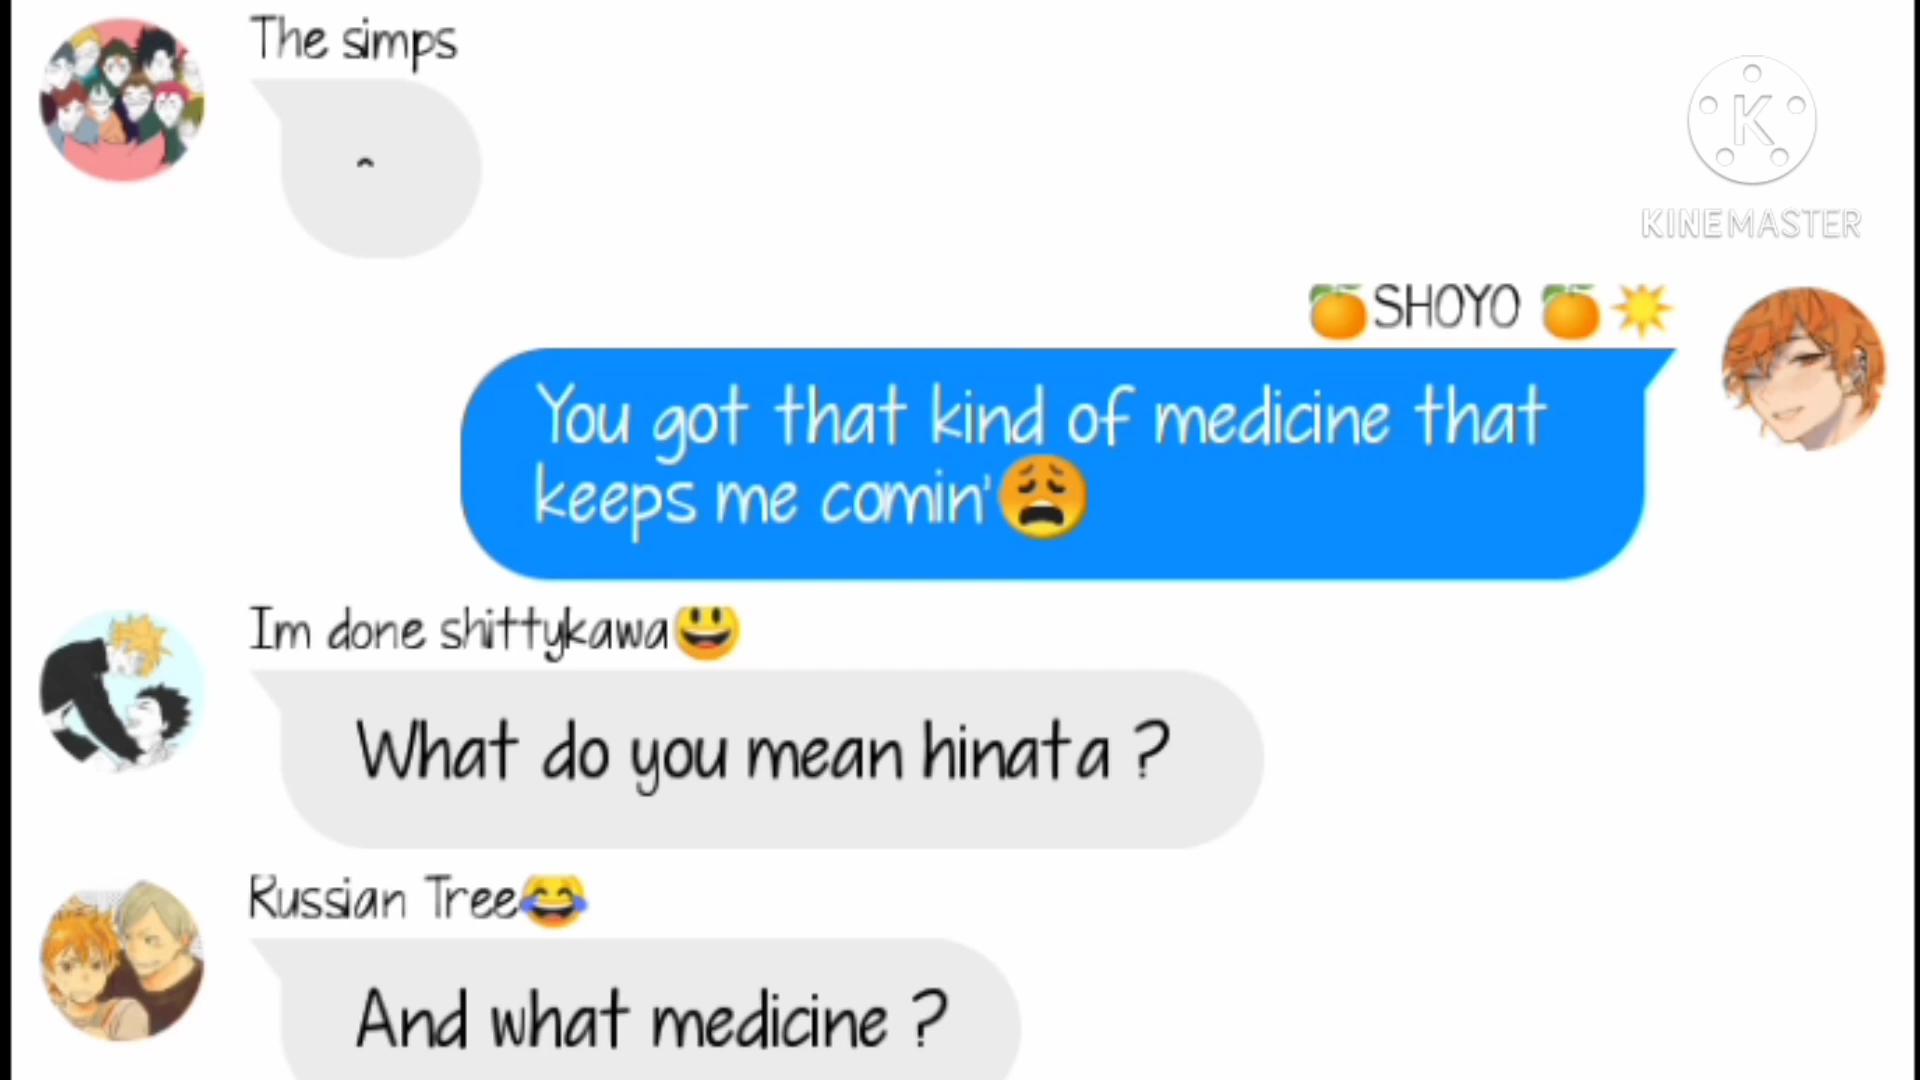 The simps
^
K
KINEMASTER
🍊SHOYO 🍊☀️
You got that kind of medicine that
keeps me comin'😩
Im done shittykawa😃
What do you mean hinata ?
Russian Tree😂
And what medicine ?